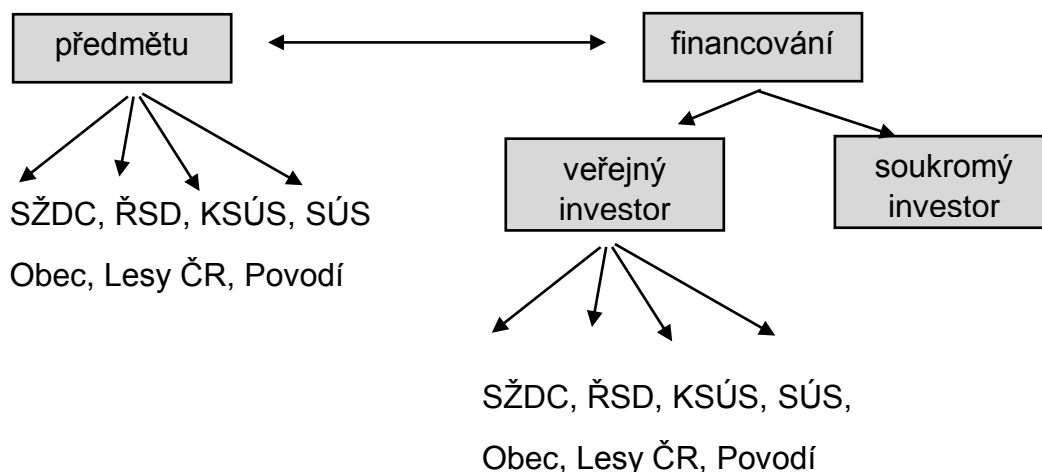 předmětu
financování
veřejný
investor
soukromý
investor
SŽDC, ŘSD, KSÚS, SÚS
Obec, Lesy ČR, Povodí
SŽDC, ŘSD, KSÚS, SÚS,
Obec, Lesy ČR, Povodí